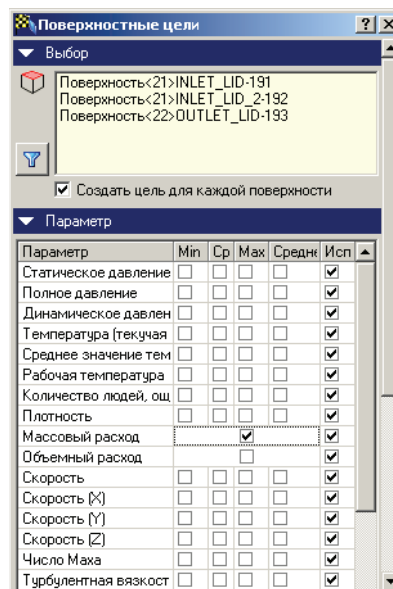 Поверхностные цели
Выбор
Поверхность<21>INLET_LID-191
Поверхность<21>INLET_LID_2-192
Поверхность<22>OUTLET_LID-193
Создать цель для каждой поверхности
Параметр
Параметр Min Ср Max Средне Исп
Статическое давление
Полное давление
Динамическое давлен
Температура (текучая
Среднее значение тем
Рабочая температура
Количество людей, ощ
Плотность
Массовый расход
Объемный расход
Скорость
Скорость (X)
Скорость (Y)
Скорость (Z)
Число Маха
Турбулентная вязкост